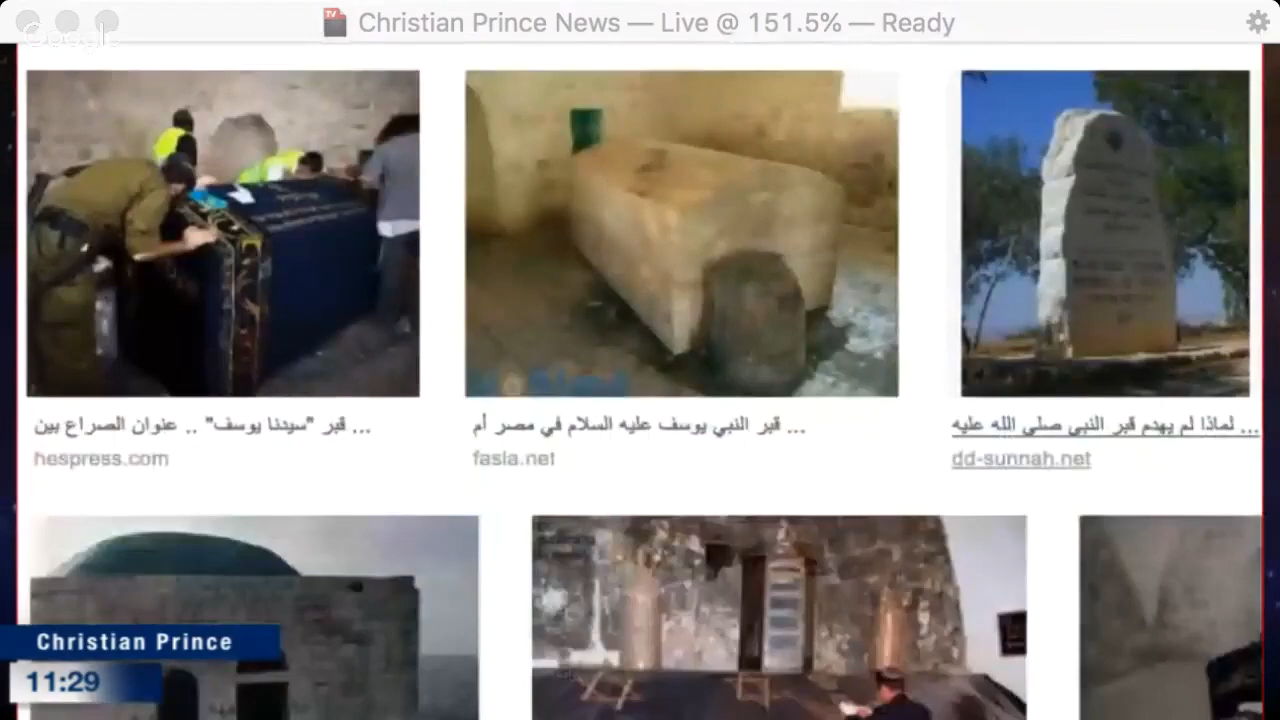 Christian Prince News — Live @ 151.5% — Ready
Google
قبر "سيدنا يوسف" .. عنوان الصراع بين ...
hespress.com
قبر النبي يوسف عليه السلام في مصر أم ...
fasla.net
لماذا لم يهدم قبر النبي صلى الله عليه ...
dd-sunnah.net
Christian Prince
11:29